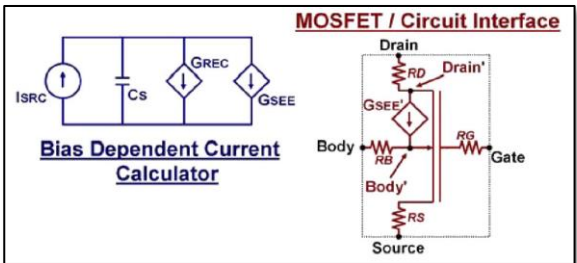 MOSFET / Circuit Interface
Drain
RD
Drain'
GREC
ISRC
CS
GSEE
GSEE'
Body
RB
RG
Gate
Bias Dependent Current
Calculator
Body'
RS
Source